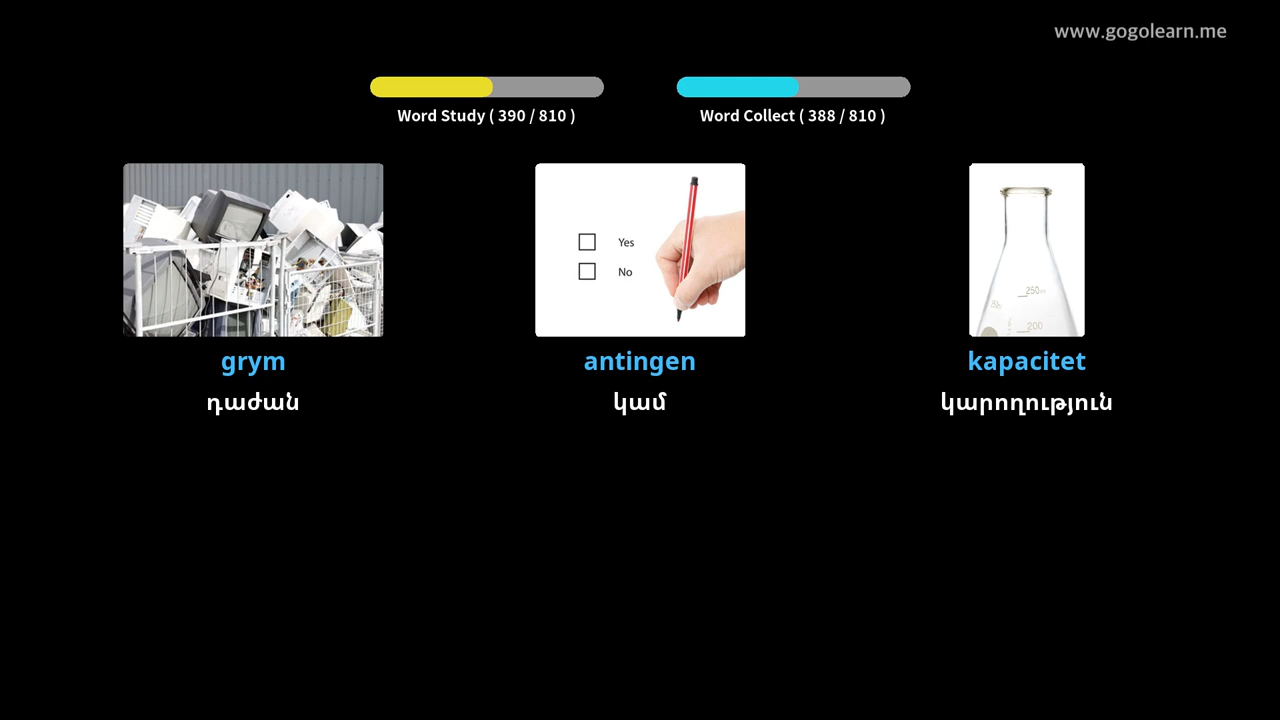 www.gogolearn.me
Word Study ( 390 / 810 )
Word Collect ( 388 / 810 )
Yes
No
250
200
grym
antingen
kapacitet
դաժան
կամ
կարողություն